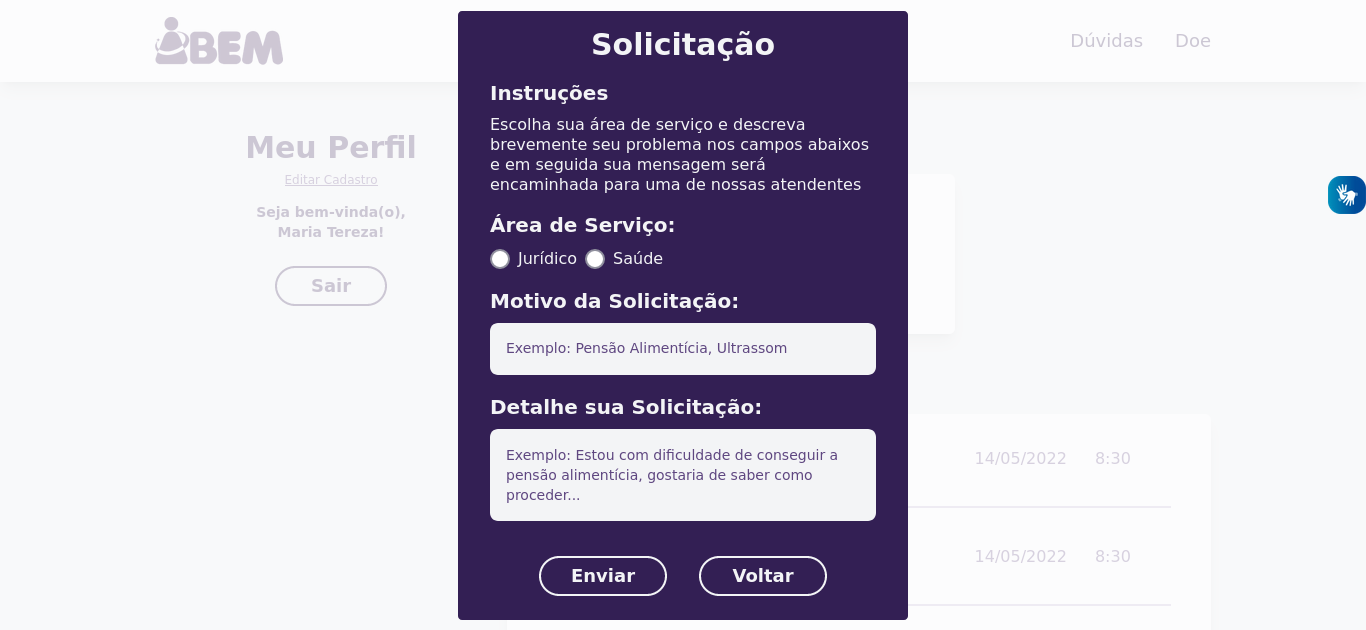 BEM
Dúvidas
Doe
Meu Perfil
Editar Cadastro
Seja bem-vinda(o),
Maria Tereza!
Sair
Solicitação
Instruções
Escolha sua área de serviço e descreva
brevemente seu problema nos campos abaixos
e em seguida sua mensagem será
encaminhada para uma de nossas atendentes
Área de Serviço:
Jurídico Saúde
Motivo da Solicitação:
Exemplo: Pensão Alimentícia, Ultrassom
Detalhe sua Solicitação:
Exemplo: Estou com dificuldade de conseguir a
pensão alimentícia, gostaria de saber como
proceder...
Enviar
Voltar
14/05/2022 8:30
14/05/2022 8:30